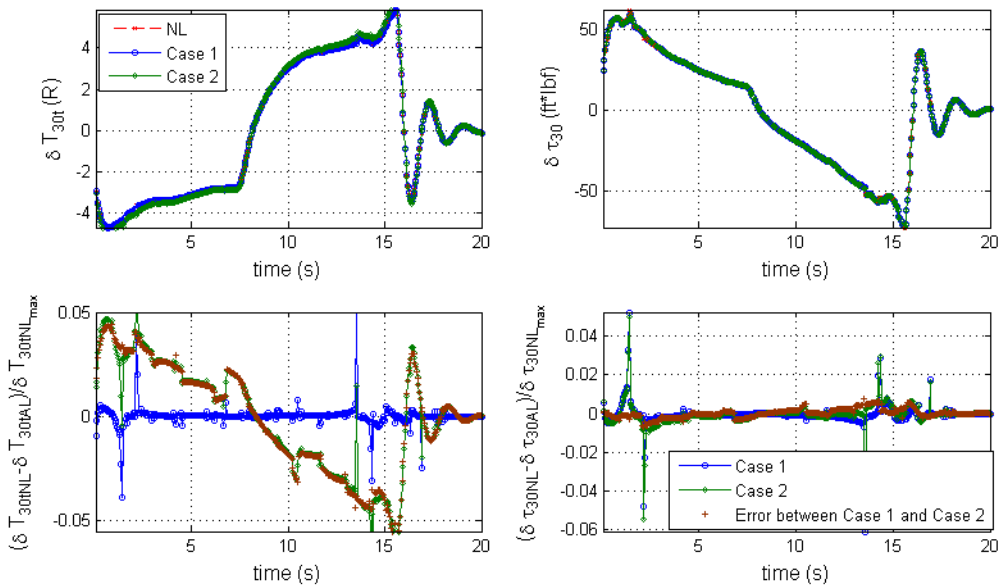 δ T30t (R)
4
2
0
-2
-4
NL
Case 1
Case 2
5
10
15
20
time (s)
δ τ30 (ft*lbf)
50
0
-50
5
10
15
20
time (s)
(δ T30tNL-δ T30tAL)/δ T30tNLmax
0.05
0
-0.05
5
10
15
20
time (s)
(δ τ30NL-δ τ30AL)/δ τ30NLmax
0.04
0.02
0
-0.02
-0.04
-0.06
Case 1
Case 2
Error between Case 1 and Case 2
5
10
15
20
time (s)